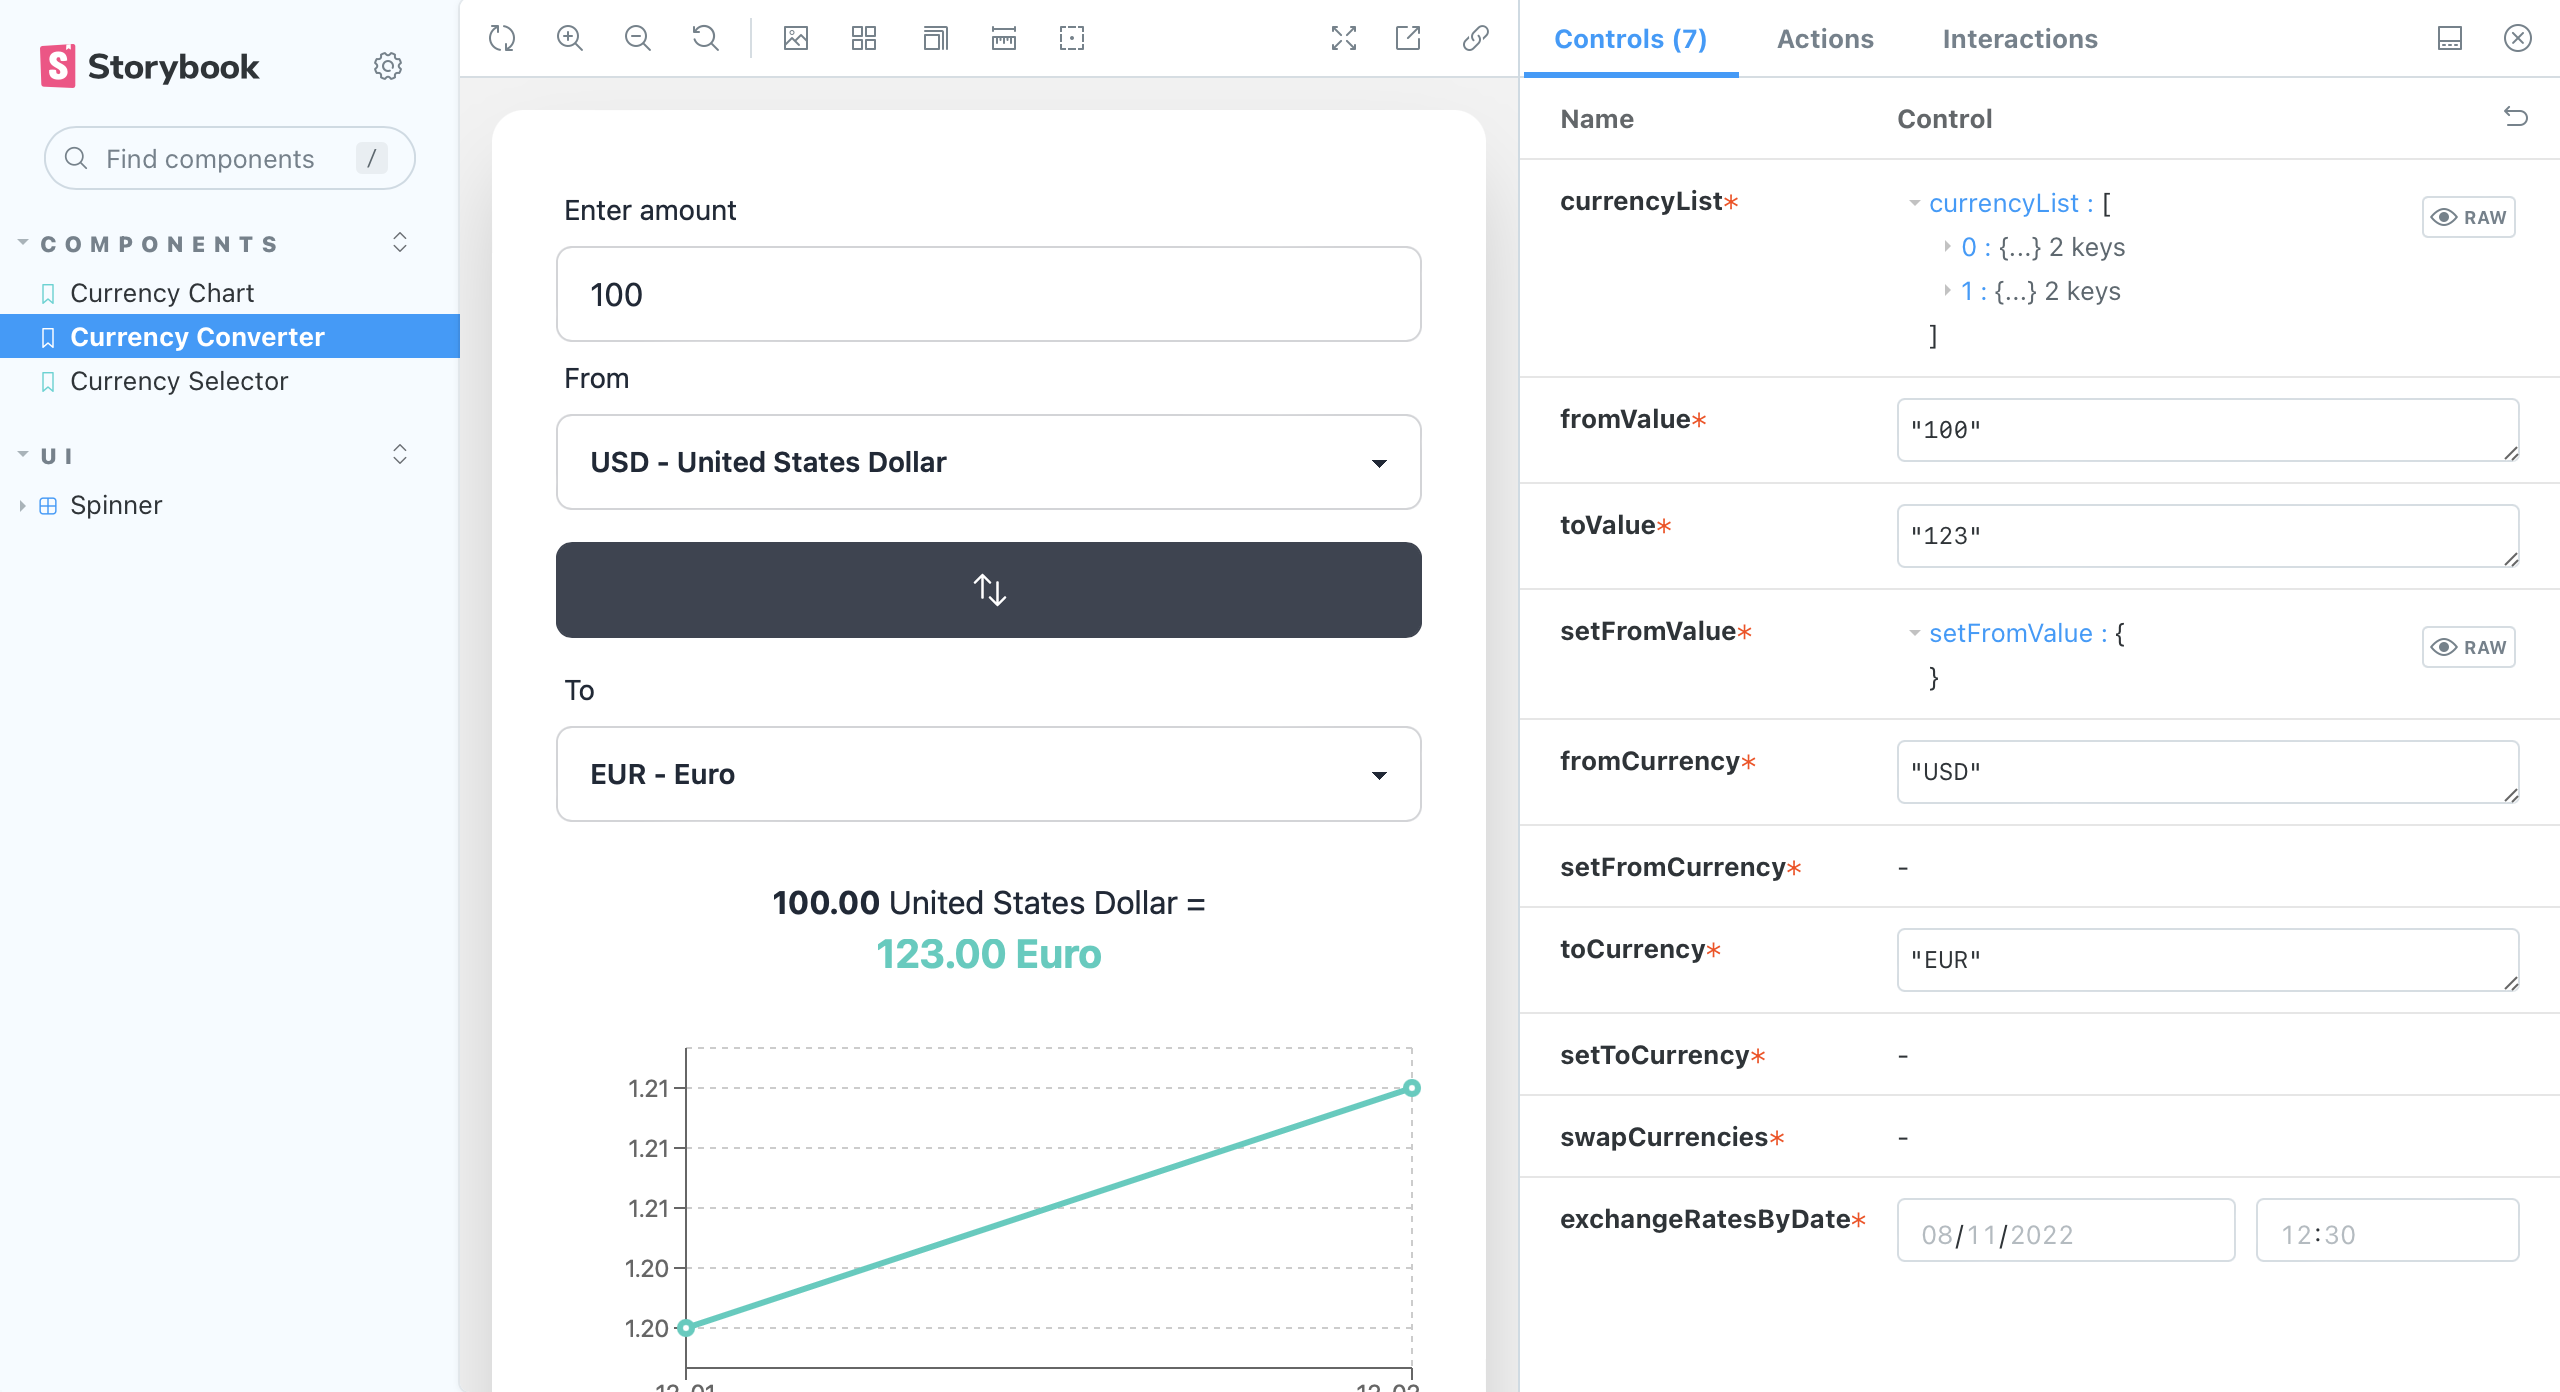 Storybook
Find components
/
COMPONENTS
Currency Chart
Currency Converter
Currency Selector
UI
Spinner
Enter amount
100
From
USD - United States Dollar
To
EUR - Euro
100.00 United States Dollar =
123.00 Euro
1.21
1.21
1.21
1.20
1.20
Controls (7)
Actions
Interactions
Name
Control
currencyList*
currencyList : [
0 : {...} 2 keys
1 : {...} 2 keys
]
RAW
fromValue*
"100"
toValue*
"123"
setFromValue*
setFromValue : {
}
RAW
fromCurrency*
"USD"
setFromCurrency*
-
toCurrency*
"EUR"
setToCurrency*
-
swapCurrencies*
-
exchangeRatesByDate*
08/11/2022
12:30